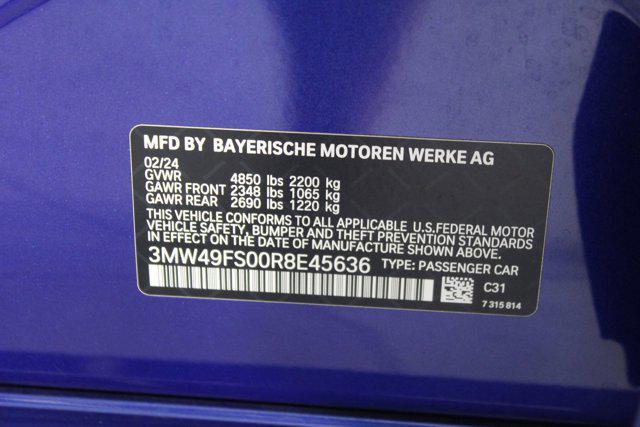 MFD BY BAYERISCHE MOTOREN WERKE AG
02/24
GVWR 4850 lbs 2200 kg
GAWR FRONT 2348 lbs 1065 kg
GAWR REAR 2690 lbs 1220 kg
THIS VEHICLE CONFORMS TO ALL APPLICABLE U.S.FEDERAL MOTOR
VEHICLE SAFETY, BUMPER AND THEFT PREVENTION STANDARDS
IN EFFECT ON THE DATE OF MANUFACTURE SHOWN ABOVE.
3MW49FS00R8E45636 TYPE: PASSENGER CAR
C31
7 315 814